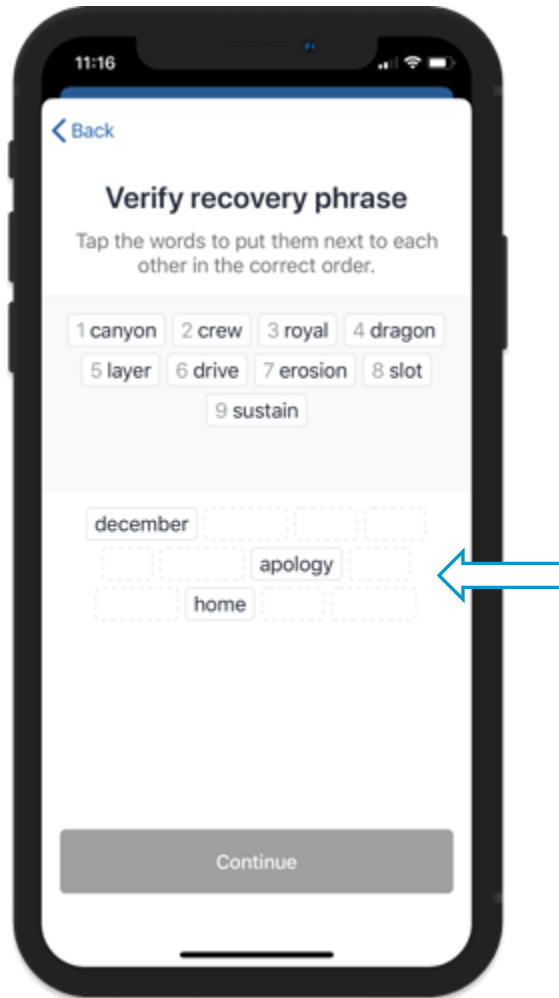 11:16
Back
Verify recovery phrase
Tap the words to put them next to each
other in the correct order.
1 canyon 2 crew 3 royal 4 dragon
5 layer 6 drive 7 erosion 8 slot
9 sustain
december
apology
home
Continue